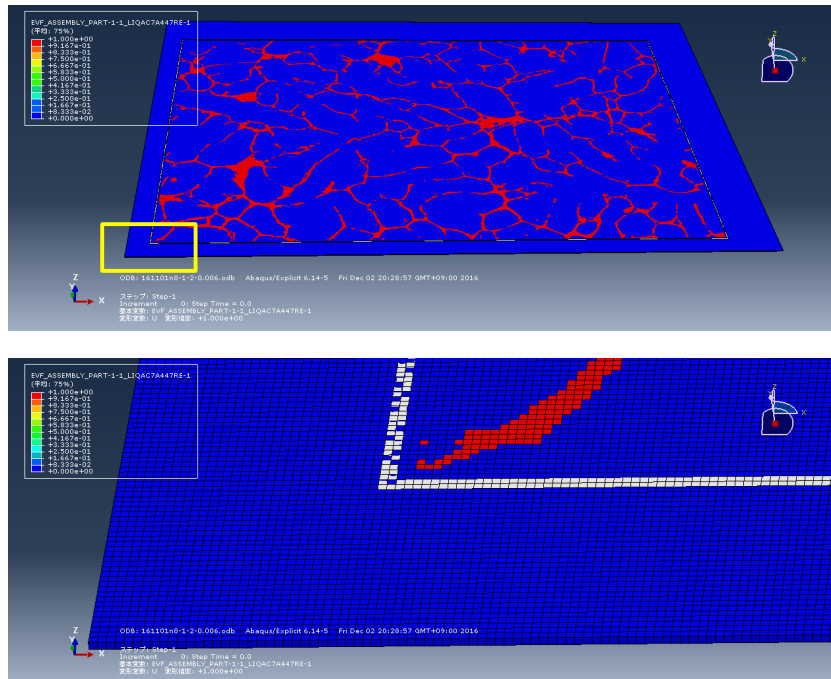 EVF_ASSEMBLY_PART-1-1_LIQAC7A447RE-1
(平均: 75%)
+1.000e+00
+9.167e-01
+8.333e-01
+7.500e-01
+6.667e-01
+5.833e-01
+5.000e-01
+4.167e-01
+3.333e-01
+2.500e-01
+1.667e-01
+8.333e-02
+0.000e+00
Y
Z
X
Z
Y
X
ODB: 161101n8-1-2-0.006.odb Abaqus/Explicit 6.14-5 Fri Dec 02 20:28:57 GMT+09:00 2016
ステップ: Step-1
Increment 0: Step Time = 0.0
基本変数: EVF_ASSEMBLY_PART-1-1_LIQAC7A447RE-1
変形変数: U 変形倍率: +1.000e+00
EVF_ASSEMBLY_PART-1-1_LIQAC7A447RE-1
(平均: 75%)
+1.000e+00
+9.167e-01
+8.333e-01
+7.500e-01
+6.667e-01
+5.833e-01
+5.000e-01
+4.167e-01
+3.333e-01
+2.500e-01
+1.667e-01
+8.333e-02
+0.000e+00
Z
X
Z
Y
X
ODB: 161101n8-1-2-0.006.odb Abaqus/Explicit 6.14-5 Fri Dec 02 20:28:57 GMT+09:00 2016
ステップ: Step-1
Increment 0: Step Time = 0.0
基本変数: EVF_ASSEMBLY_PART-1-1_LIQAC7A447RE-1
変形変数: U 変形倍率: +1.000e+00